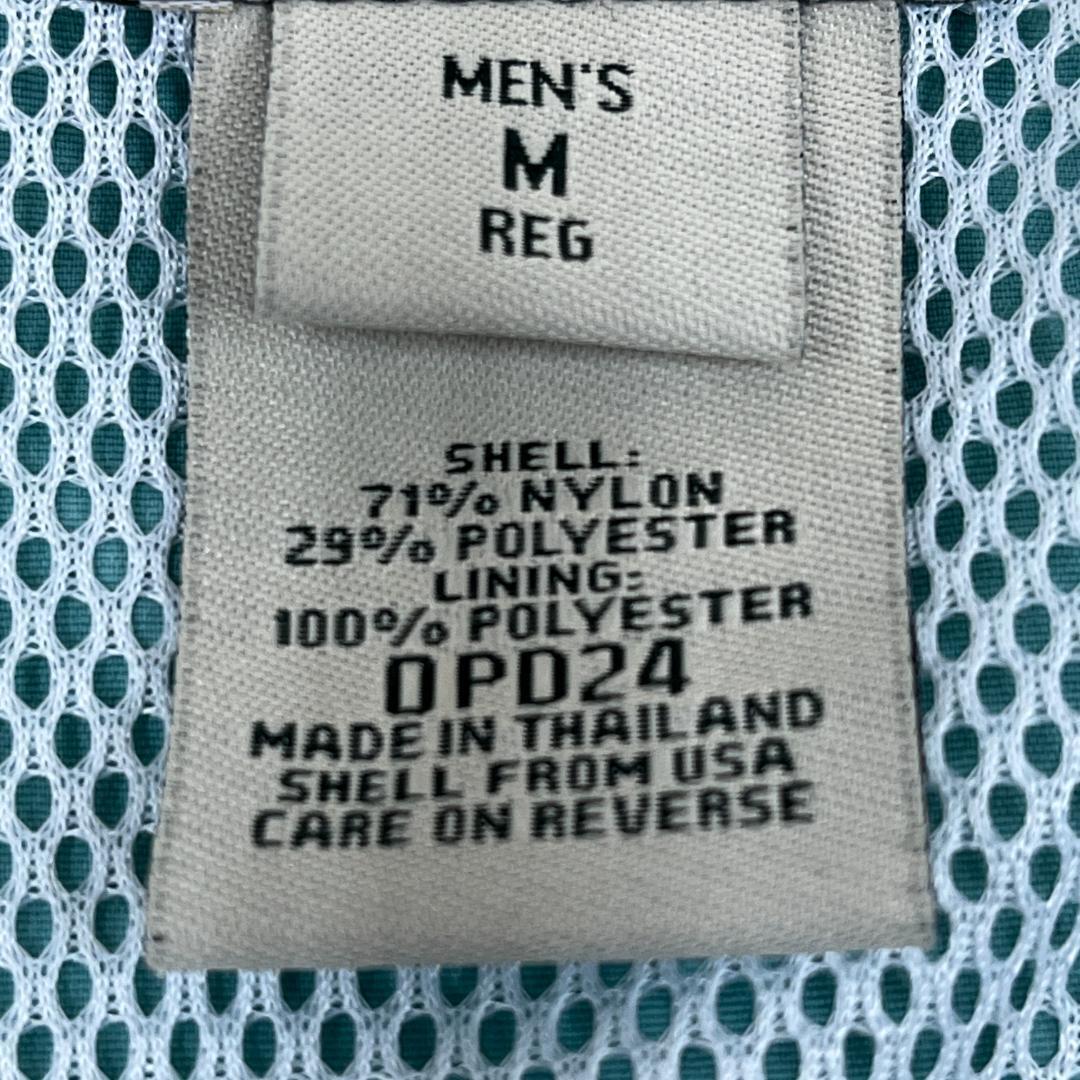 MEN'S
M
REG
SHELL:
71% NYLON
29% POLYESTER
LINING:
100% POLYESTER
OPD24
MADE IN THAILAND
SHELL FROM USA
CARE ON REVERSE